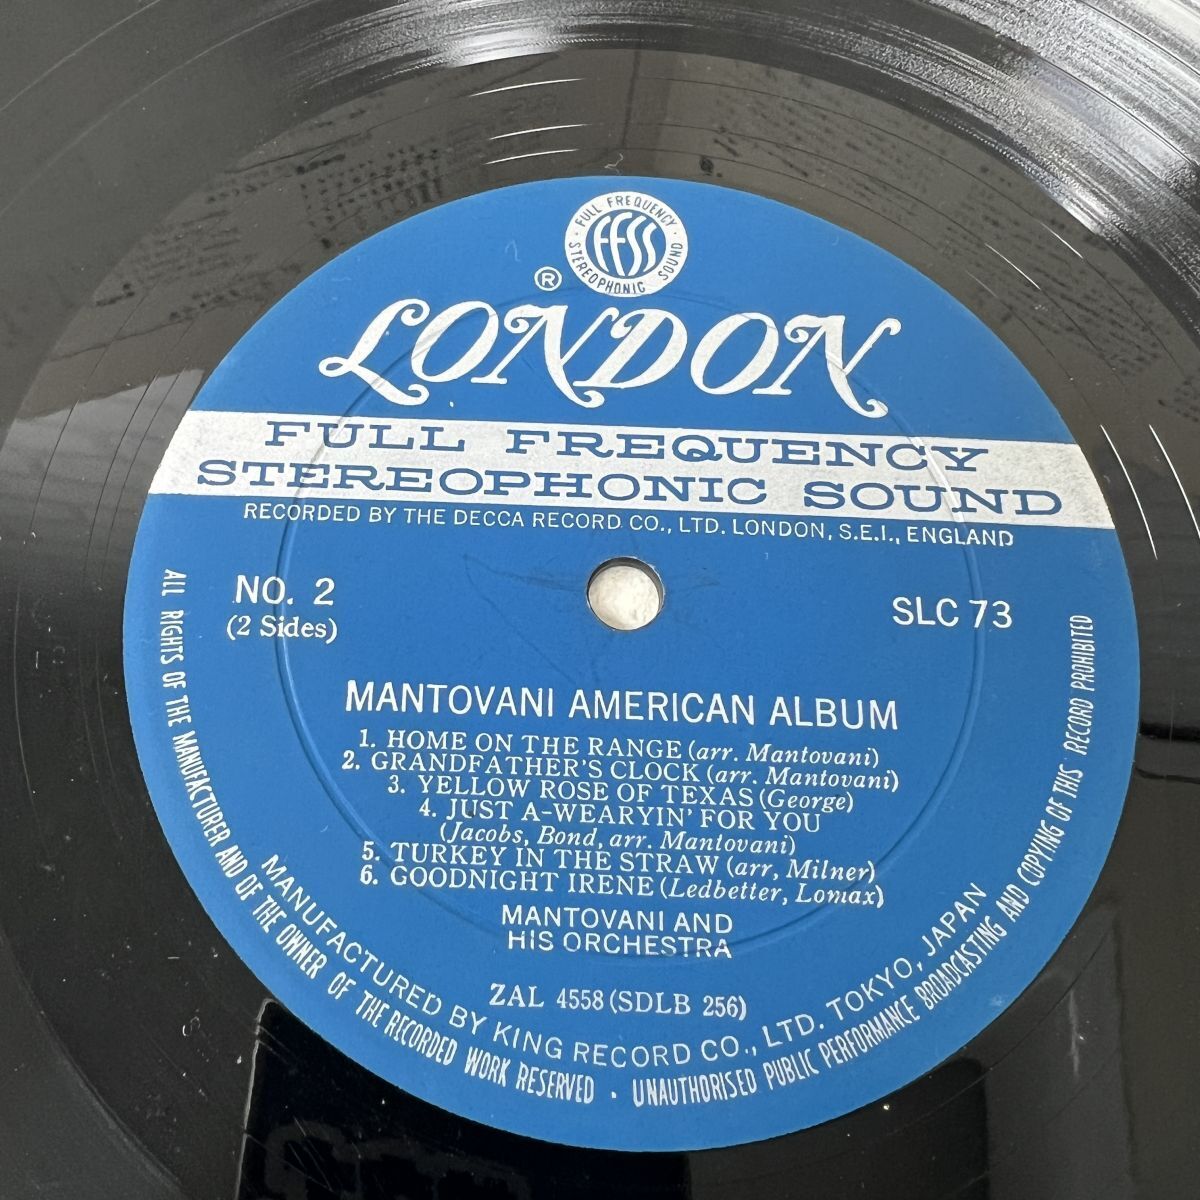 FULL FREQUENCY
FFSS
STEREOPHONIC SOUND
®
LONDON
FULL FREQUENCY
STEREOPHONIC SOUND
RECORDED BY THE DECCA RECORD CO., LTD. LONDON, S.E.I., ENGLAND
NO. 2
(2 Sides)
SLC 73
MANTOVANI AMERICAN ALBUM
1. HOME ON THE RANGE (arr. Mantovani)
2. GRANDFATHER'S CLOCK (arr. Mantovani)
3. YELLOW ROSE OF TEXAS (George)
4. JUST A-WEARYIN' FOR YOU
(Jacobs, Bond, arr. Mantovani)
5. TURKEY IN THE STRAW (arr, Milner)
6. GOODNIGHT IRENE (Ledbetter, Lomax)
MANTOVANI AND
HIS ORCHESTRA
ZAL 4558 (SDLB 256)
MANUFACTURED BY KING RECORD CO., LTD. TOKYO, JAPAN
ALL RIGHTS OF THE MANUFACTURER AND OF THE OWNER OF THE RECORDED WORK RESERVED · UNAUTHORISED PUBLIC PERFORMANCE BROADCASTING AND COPYING OF THIS RECORD PROHIBITED